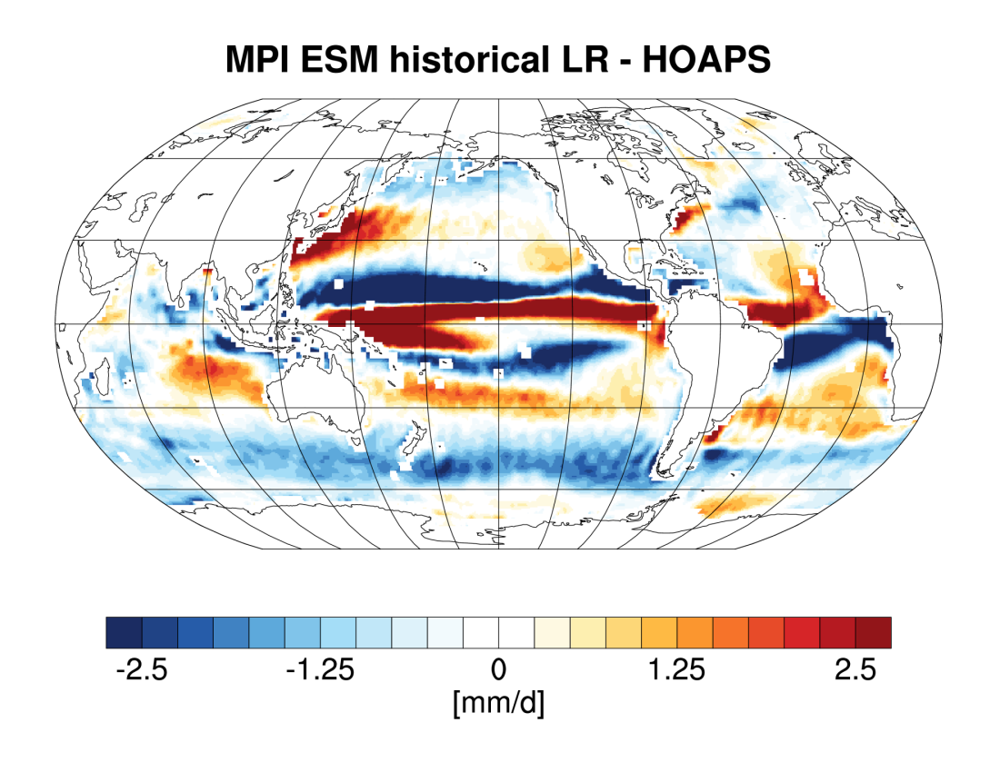 MPI ESM historical LR - HOAPS
-2.5 -1.25 0 1.25 2.5
[mm/d]